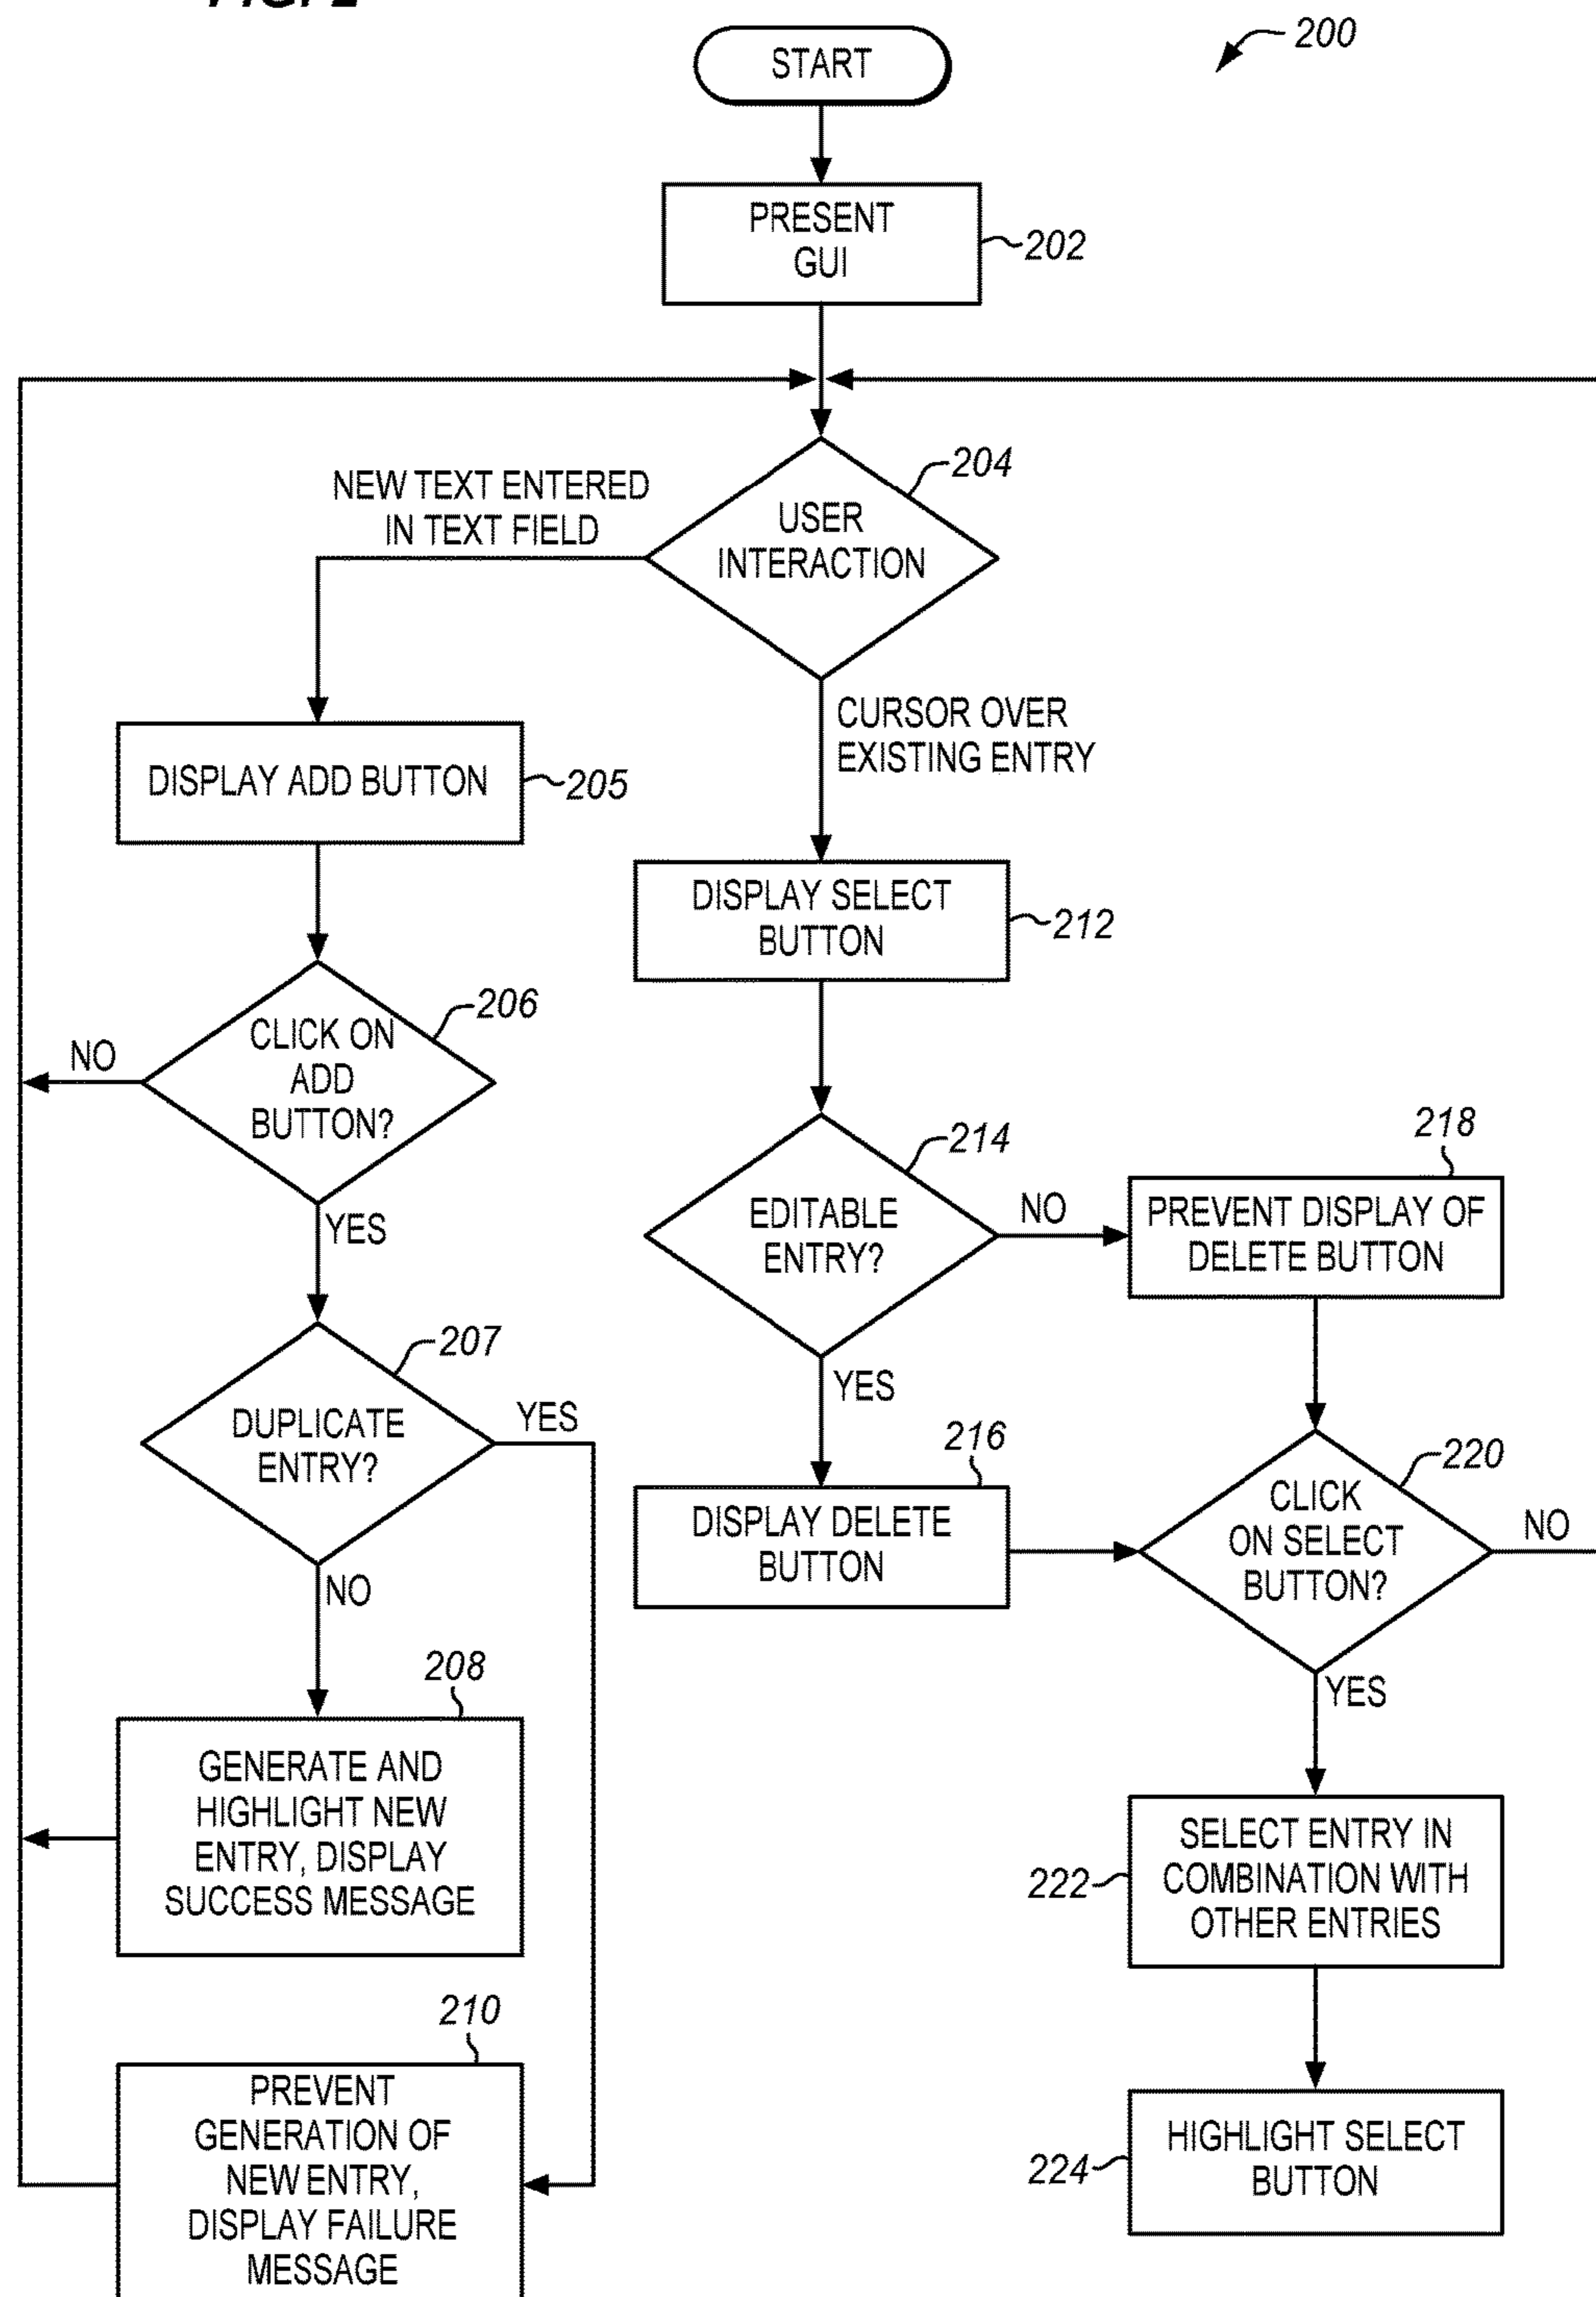 START
200
PRESENT
GUI
202
204
NEW TEXT ENTERED
IN TEXT FIELD
USER
INTERACTION
CURSOR OVER
EXISTING ENTRY
DISPLAY ADD BUTTON
205
DISPLAY SELECT
BUTTON
212
206
CLICK ON
ADD
BUTTON?
NO
YES
214
EDITABLE
ENTRY?
NO
YES
218
PREVENT DISPLAY OF
DELETE BUTTON
207
DUPLICATE
ENTRY?
YES
NO
216
DISPLAY DELETE
BUTTON
220
CLICK
ON SELECT
BUTTON?
NO
YES
208
GENERATE AND
HIGHLIGHT NEW
ENTRY, DISPLAY
SUCCESS MESSAGE
222
SELECT ENTRY IN
COMBINATION WITH
OTHER ENTRIES
210
PREVENT
GENERATION OF
NEW ENTRY,
DISPLAY FAILURE
MESSAGE
224
HIGHLIGHT SELECT
BUTTON